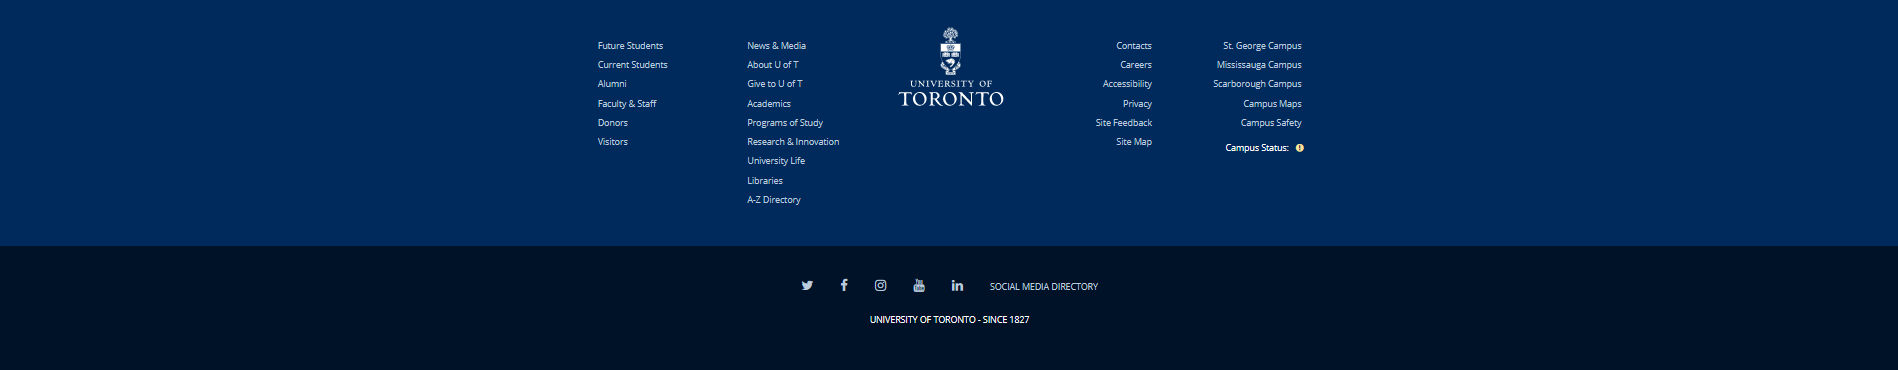 Future Students
Current Students
Alumni
Faculty & Staff
Donors
Visitors
News & Media
About U of T
Give to U of T
Academics
Programs of Study
Research & Innovation
University Life
Libraries
A-Z Directory
UNIVERSITY OF
TORONTO
Contacts
Careers
Accessibility
Privacy
Site Feedback
Site Map
St. George Campus
Mississauga Campus
Scarborough Campus
Campus Maps
Campus Safety
Campus Status:
SOCIAL MEDIA DIRECTORY
UNIVERSITY OF TORONTO - SINCE 1827